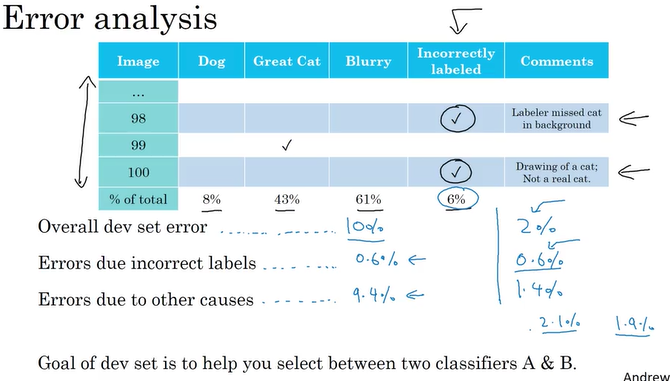 Error analysis
Image Dog Great Cat Blurry Incorrectly labeled Comments
...
98 ✓ Labeler missed cat in background
99 ✓
100 ✓ Drawing of a cat; Not a real cat.
% of total 8% 43% 61% 6%
Overall dev set error 10% 2%
Errors due incorrect labels 0.6% 0.6%
Errors due to other causes 9.4% 1.4%
2.1% 1.9%
Goal of dev set is to help you select between two classifiers A & B.
Andrew